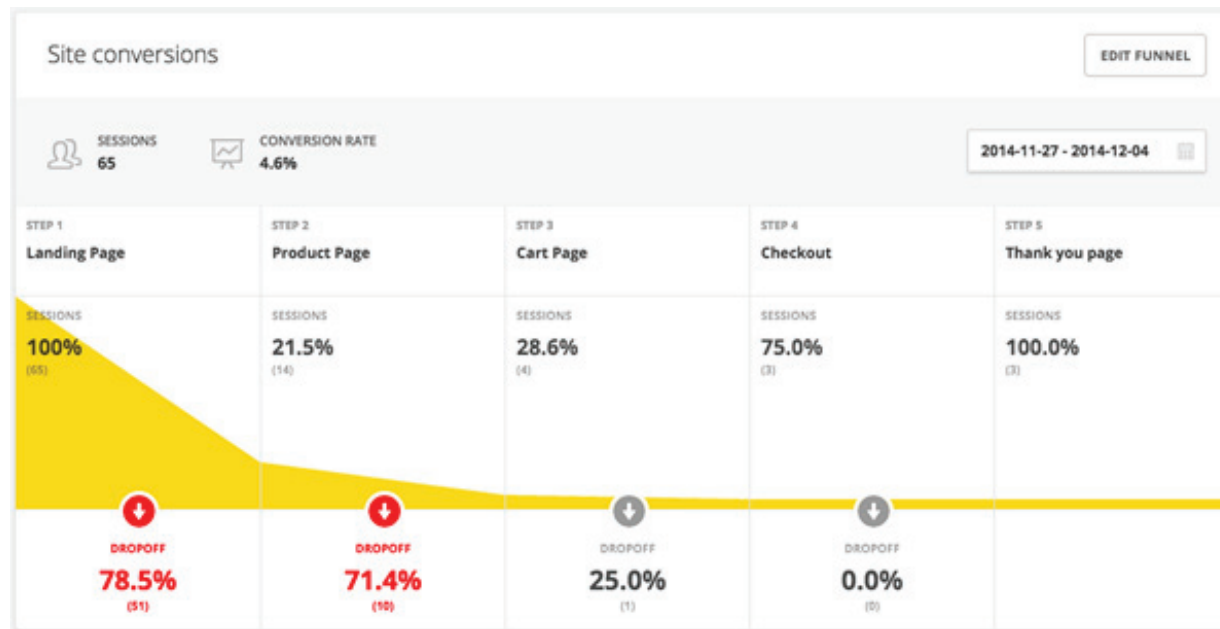 Site conversions
EDIT FUNNEL
SESSIONS
65
CONVERSION RATE
4.6%
2014-11-27 - 2014-12-04
STEP 1
Landing Page
STEP 2
Product Page
STEP 3
Cart Page
STEP 4
Checkout
STEP 5
Thank you page
SESSIONS
100%
(65)
SESSIONS
21.5%
(14)
SESSIONS
28.6%
(4)
SESSIONS
75.0%
(3)
SESSIONS
100.0%
(3)
DROPOFF
78.5%
(51)
DROPOFF
71.4%
(10)
DROPOFF
25.0%
(1)
DROPOFF
0.0%
(0)